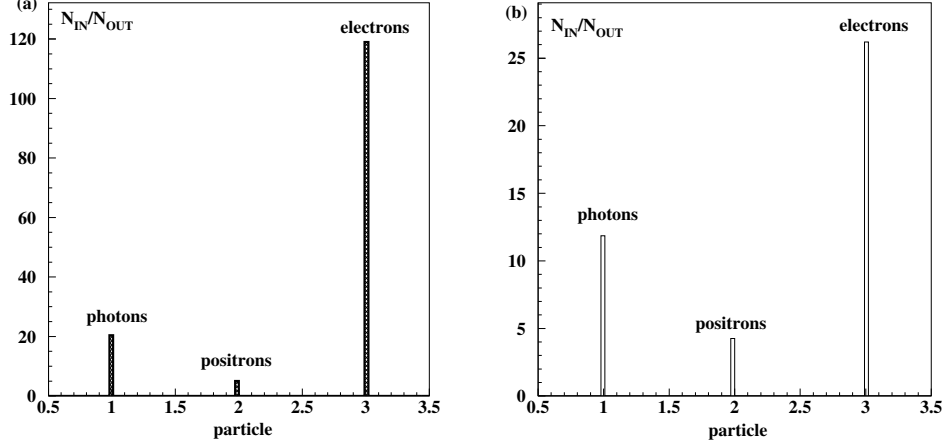 (a)
N_IN/N_OUT
electrons
120
100
80
60
40
photons
20
positrons
0
0.5 1 1.5 2 2.5 3 3.5
particle
(b)
N_IN/N_OUT
electrons
25
20
15
photons
10
positrons
5
0
0.5 1 1.5 2 2.5 3 3.5
particle